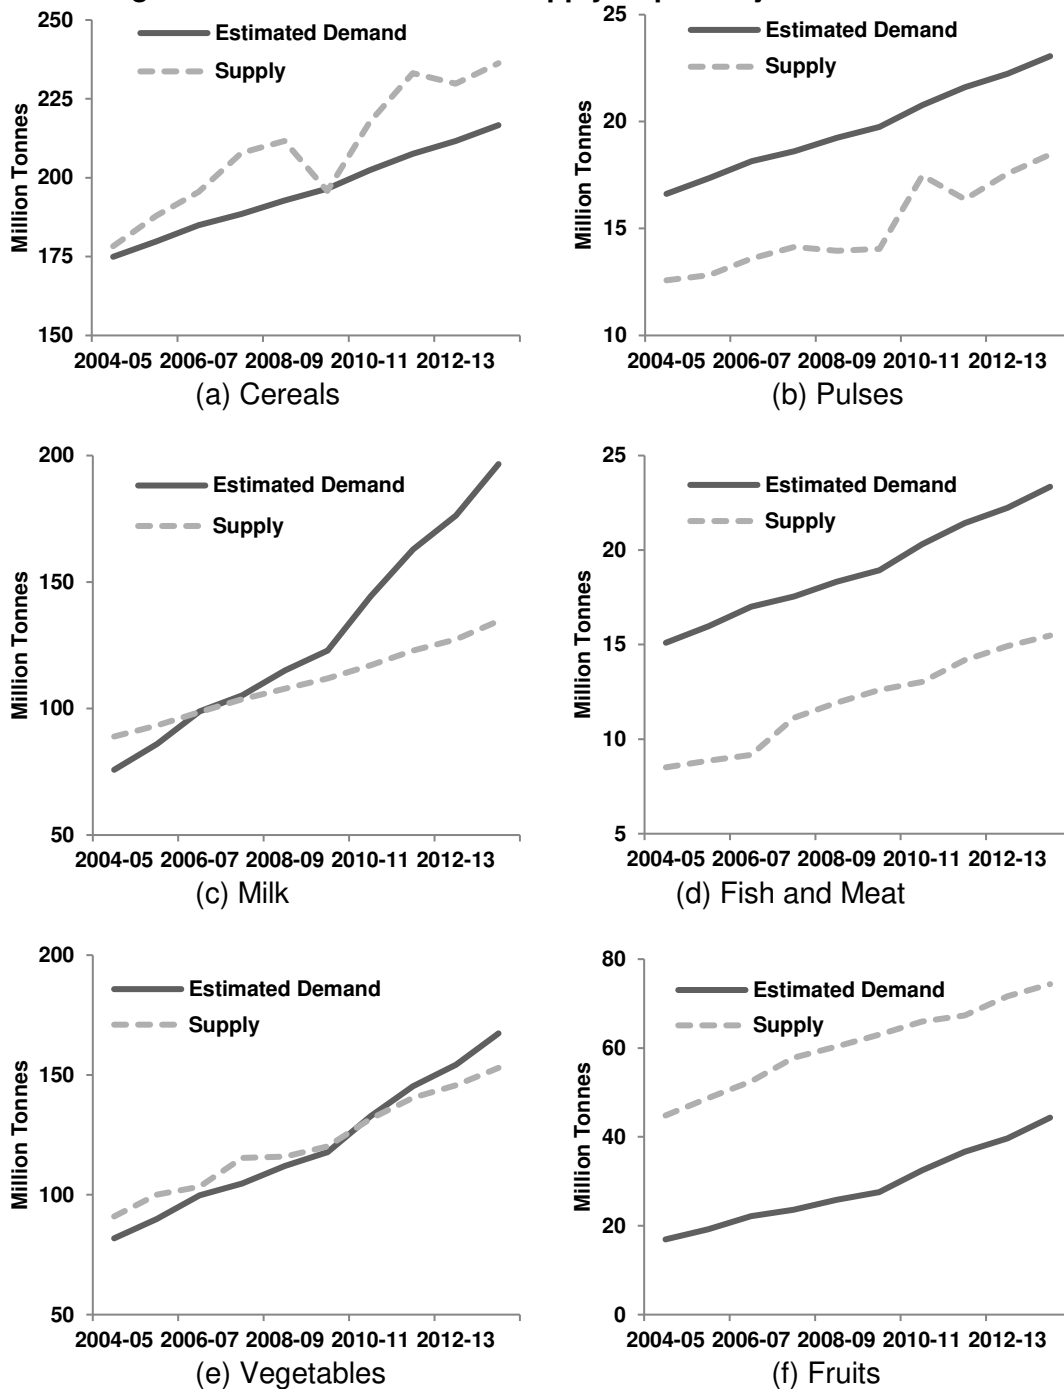 250
225
200
175
150
Million Tonnes
Estimated Demand
Supply
2004-05 2006-07 2008-09 2010-11 2012-13
(a) Cereals
25
20
15
10
Million Tonnes
Estimated Demand
Supply
2004-05 2006-07 2008-09 2010-11 2012-13
(b) Pulses
200
150
100
50
Million Tonnes
Estimated Demand
Supply
2004-05 2006-07 2008-09 2010-11 2012-13
(c) Milk
25
20
15
10
5
Million Tonnes
Estimated Demand
Supply
2004-05 2006-07 2008-09 2010-11 2012-13
(d) Fish and Meat
200
150
100
50
Million Tonnes
Estimated Demand
Supply
2004-05 2006-07 2008-09 2010-11 2012-13
(e) Vegetables
80
60
40
20
0
Million Tonnes
Estimated Demand
Supply
2004-05 2006-07 2008-09 2010-11 2012-13
(f) Fruits